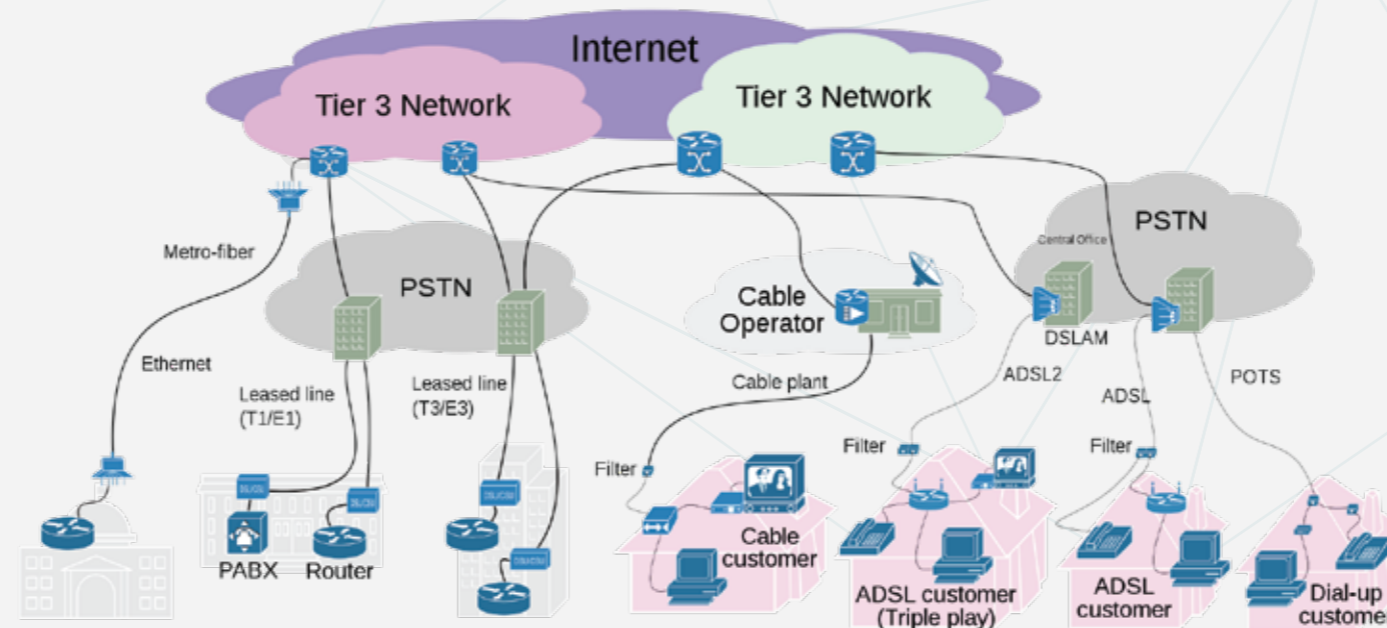 Internet
Tier 3 Network
Tier 3 Network
PSTN
Central Office
Metro-fiber
PSTN
Cable
Operator
DSLAM
Ethernet
Leased line
(T1/E1)
Leased line
(T3/E3)
Cable plant
ADSL2
ADSL
POTS
Filter
Filter
Filter
PABX
Router
Cable
customer
ADSL customer
(Triple play)
ADSL
customer
Dial-up
custome